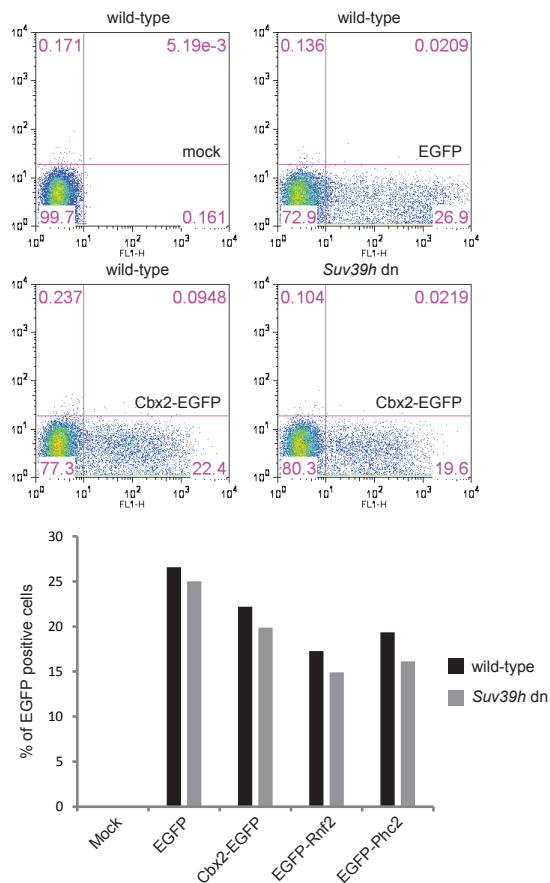 wild-type
0.171 5.19e-3
mock
99.7 0.161
10⁰ 10¹ 10² 10³ 10⁴
10⁰ 10¹ 10² 10³ 10⁴
FL1-H
wild-type
0.136 0.0209
EGFP
72.9 26.9
10⁰ 10¹ 10² 10³ 10⁴
10⁰ 10¹ 10² 10³ 10⁴
FL1-H
wild-type
0.237 0.0948
Cbx2-EGFP
77.3 22.4
10⁰ 10¹ 10² 10³ 10⁴
10⁰ 10¹ 10² 10³ 10⁴
FL1-H
Suv39h dn
0.104 0.0219
Cbx2-EGFP
80.3 19.6
10⁰ 10¹ 10² 10³ 10⁴
10⁰ 10¹ 10² 10³ 10⁴
FL1-H
% of EGFP positive cells
30
25
20
15
10
5
0
Mock
EGFP
Cbx2-EGFP
EGFP-Rnf2
EGFP-Phc2
wild-type
Suv39h dn